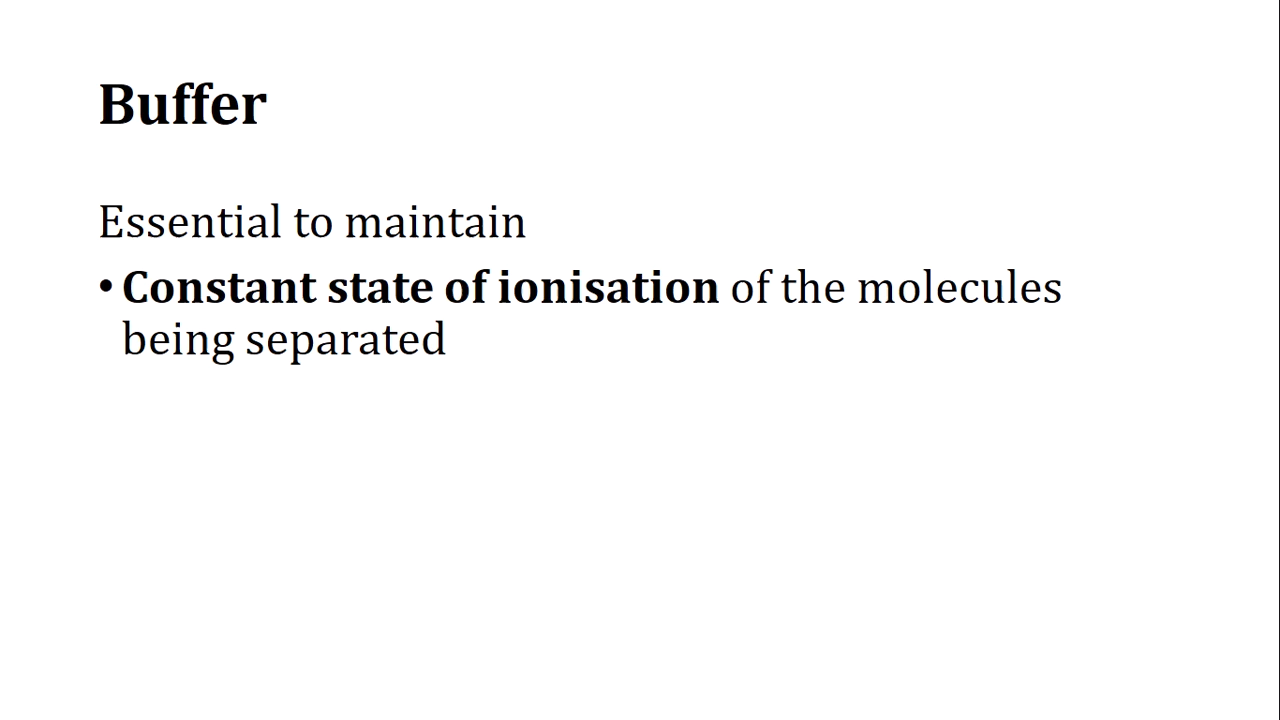 Buffer
Essential to maintain
• Constant state of ionisation of the molecules
being separated